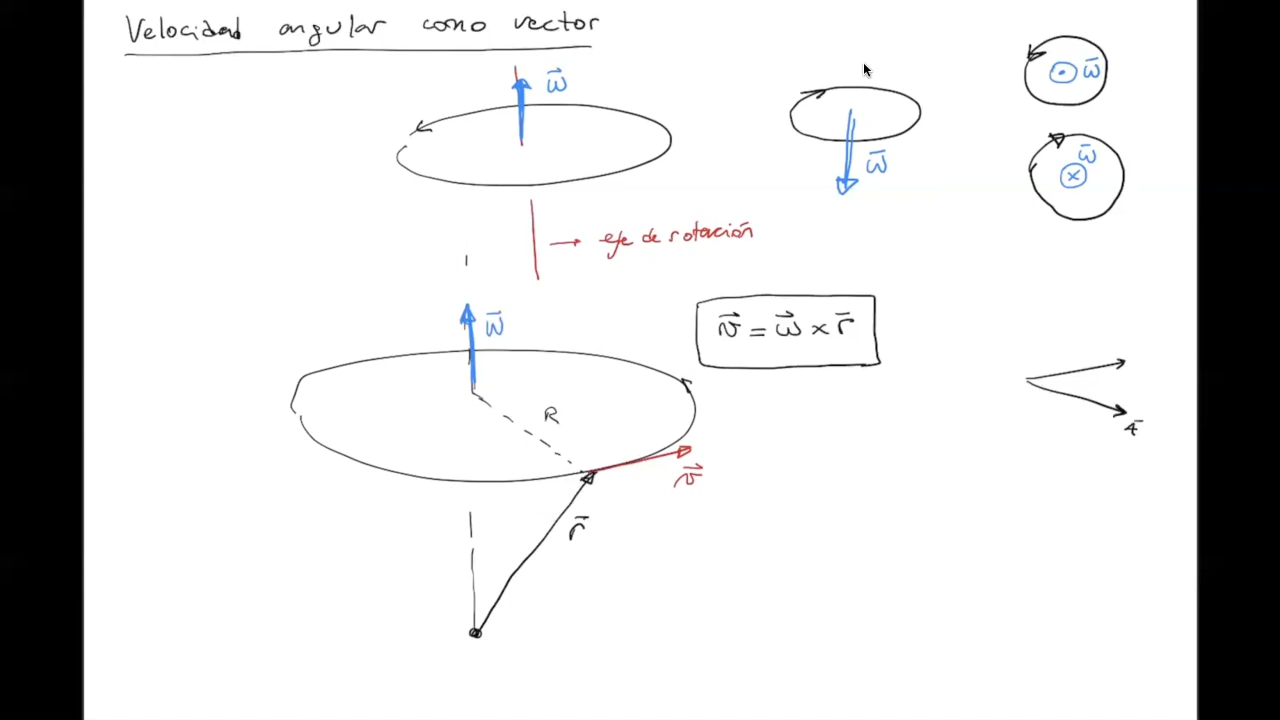 Velocidad angular como vector
ω⃗
ω̄
ω̄
ω̄
→ eje de rotación
ω⃗
v⃗ = ω⃗ × r̄
R
v⃗
r̄